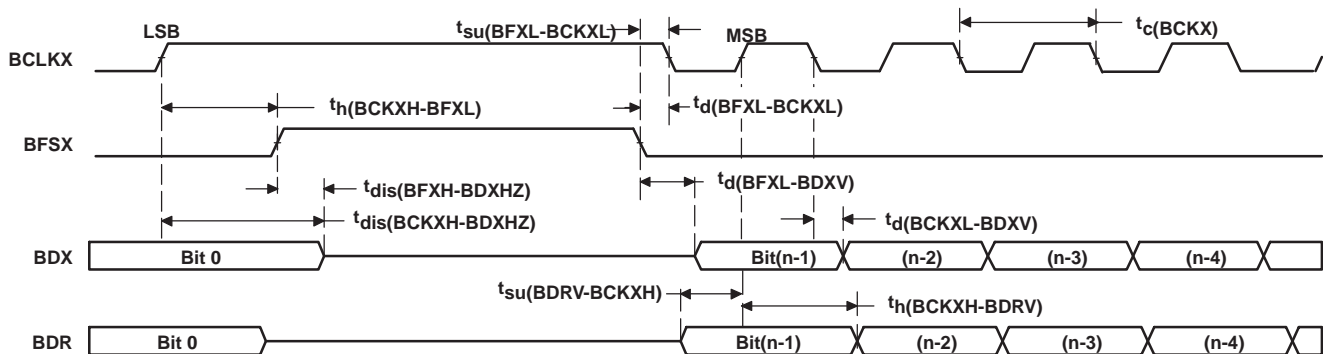 LSB
tsu(BFXL-BCKXL)
MSB
tc(BCKX)
BCLKX
th(BCKXH-BFXL)
td(BFXL-BCKXL)
BFSX
tdis(BFXH-BDXHZ)
td(BFXL-BDXV)
tdis(BCKXH-BDXHZ)
td(BCKXL-BDXV)
BDX Bit 0 Bit(n-1) (n-2) (n-3) (n-4)
tsu(BDRV-BCKXH)
th(BCKXH-BDRV)
BDR Bit 0 Bit(n-1) (n-2) (n-3) (n-4)